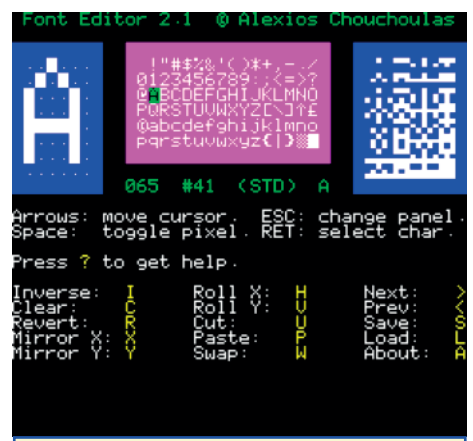 Font Editor 2.1 © Alexios Chouchoulas
!"#$%&'()*+,-./
0123456789:;<=>?
@ABCDEFGHIJKLMNO
PQRSTUVWXYZ[\]↑£
©abcdefghijklmno
pqrstuvwxyz{|}▒█
065 #41 (STD) A
Arrows: move cursor. ESC: change panel.
Space: toggle pixel. RET: select char.
Press ? to get help.
Inverse: I Roll X: H Next: >
Clear: C Roll Y: V Prev: <
Revert: R Cut: U Save: S
Mirror X: X Paste: P Load: L
Mirror Y: Y Swap: W About: A